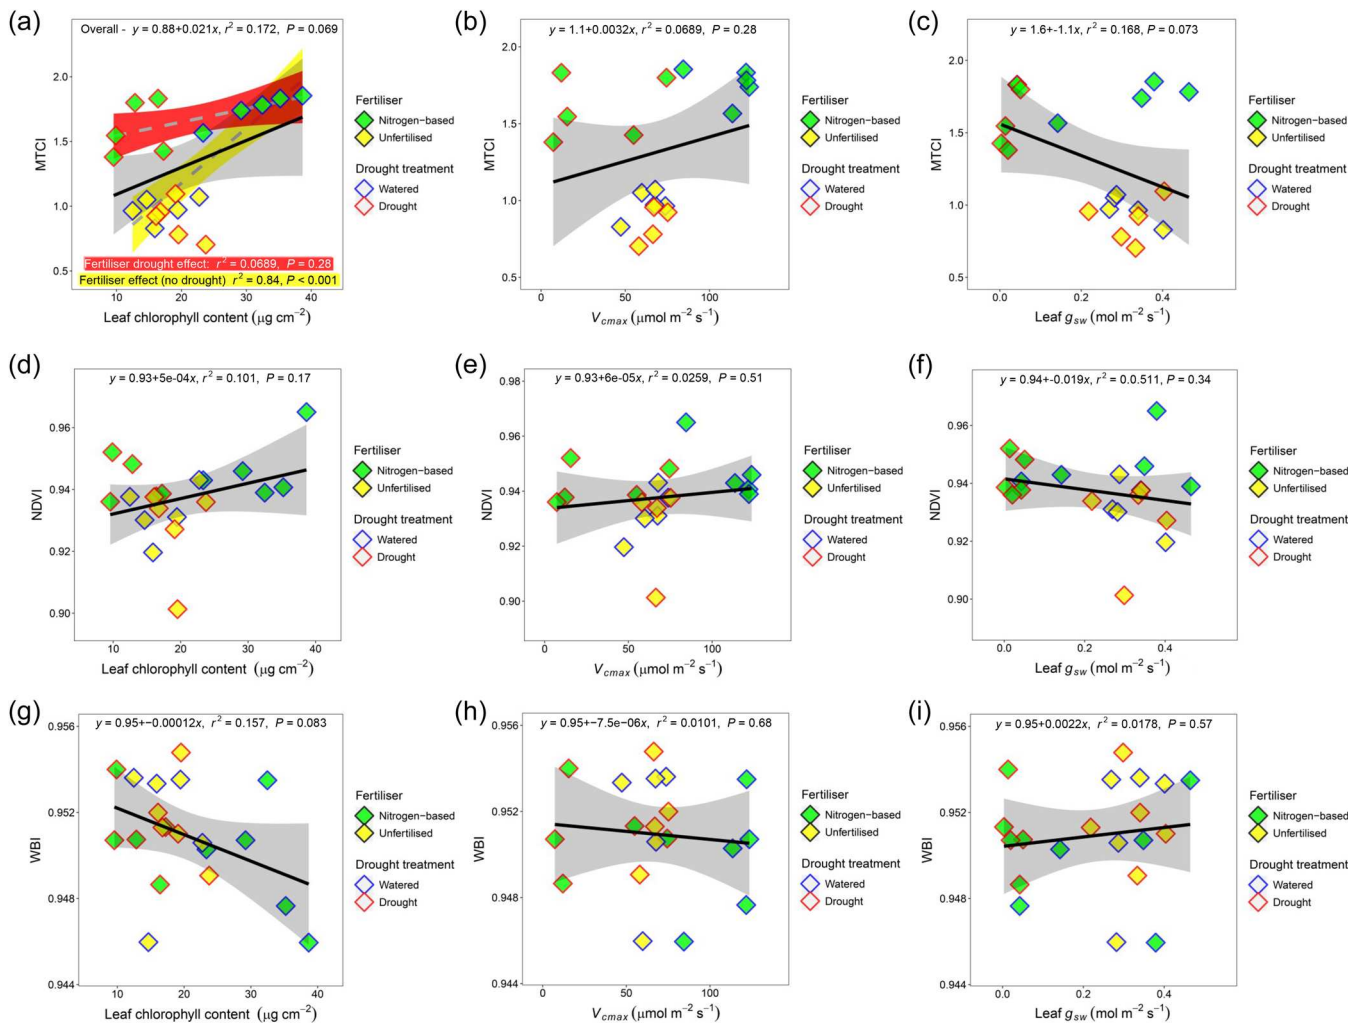 (a)
Overall - y = 0.88+0.021x, r² = 0.172, P = 0.069
MTCI
2.0
1.5
1.0
0.5
Fertiliser drought effect: r² = 0.0689, P = 0.28
Fertiliser effect (no drought) r² = 0.84, P < 0.001
10 20 30 40
Leaf chlorophyll content (μg cm⁻²)
Fertiliser
Nitrogen−based
Unfertilised
Drought treatment
Watered
Drought
(b)
y = 1.1+0.0032x, r² = 0.0689, P = 0.28
MTCI
2.0
1.5
1.0
0.5
0 50 100
Vcmax (μmol m⁻² s⁻¹)
Fertiliser
Nitrogen−based
Unfertilised
Drought treatment
Watered
Drought
(c)
y = 1.6+-1.1x, r² = 0.168, P = 0.073
MTCI
2.0
1.5
1.0
0.5
0.0 0.2 0.4
Leaf gsw (mol m⁻² s⁻¹)
Fertiliser
Nitrogen−based
Unfertilised
Drought treatment
Watered
Drought
(d)
y = 0.93+5e-04x, r² = 0.101, P = 0.17
NDVI
0.96
0.94
0.92
0.90
10 20 30 40
Leaf chlorophyll content (μg cm⁻²)
Fertiliser
Nitrogen−based
Unfertilised
Drought treatment
Watered
Drought
(e)
y = 0.93+6e-05x, r² = 0.0259, P = 0.51
NDVI
0.98
0.96
0.94
0.92
0.90
0 50 100
Vcmax (μmol m⁻² s⁻¹)
Fertiliser
Nitrogen−based
Unfertilised
Drought treatment
Watered
Drought
(f)
y = 0.94+-0.019x, r² = 0.0.511, P = 0.34
NDVI
0.98
0.96
0.94
0.92
0.90
0.0 0.2 0.4
Leaf gsw (mol m⁻² s⁻¹)
Fertiliser
Nitrogen−based
Unfertilised
Drought treatment
Watered
Drought
(g)
y = 0.95+−0.00012x, r² = 0.157, P = 0.083
WBI
0.956
0.952
0.948
0.944
10 20 30 40
Leaf chlorophyll content (μg cm⁻²)
Fertiliser
Nitrogen−based
Unfertilised
Drought treatment
Watered
Drought
(h)
y = 0.95+−7.5e−06x, r² = 0.0101, P = 0.68
WBI
0.956
0.952
0.948
0.944
0 50 100
Vcmax (μmol m⁻² s⁻¹)
Fertiliser
Nitrogen−based
Unfertilised
Drought treatment
Watered
Drought
(i)
y = 0.95+0.0022x, r² = 0.0178, P = 0.57
WBI
0.956
0.952
0.948
0.944
0.0 0.2 0.4
Leaf gsw (mol m⁻² s⁻¹)
Fertiliser
Nitrogen−based
Unfertilised
Drought treatment
Watered
Drought